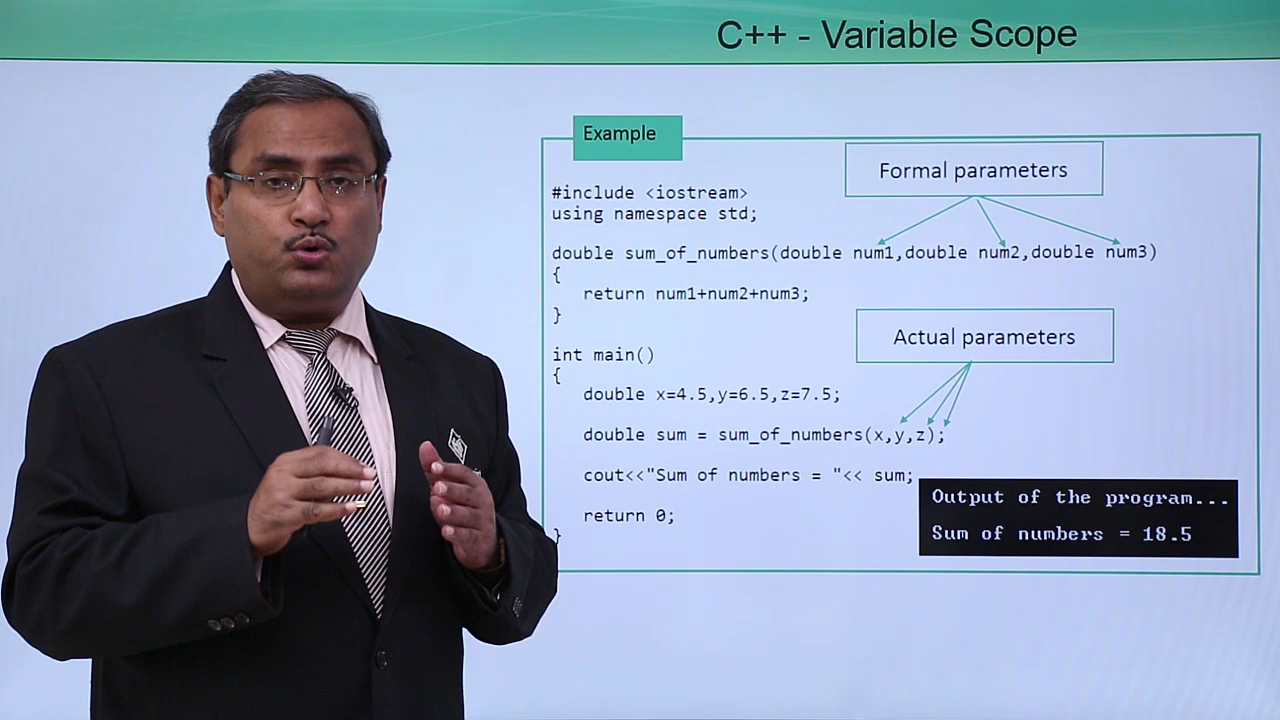 C++ - Variable Scope
Example
Formal parameters
#include <iostream>
using namespace std;
double sum_of_numbers(double num1,double num2,double num3)
{
return num1+num2+num3;
}
Actual parameters
int main()
{
double x=4.5,y=6.5,z=7.5;
double sum = sum_of_numbers(x,y,z);
cout<<"Sum of numbers = "<< sum;
return 0;
}
Output of the program...
Sum of numbers = 18.5